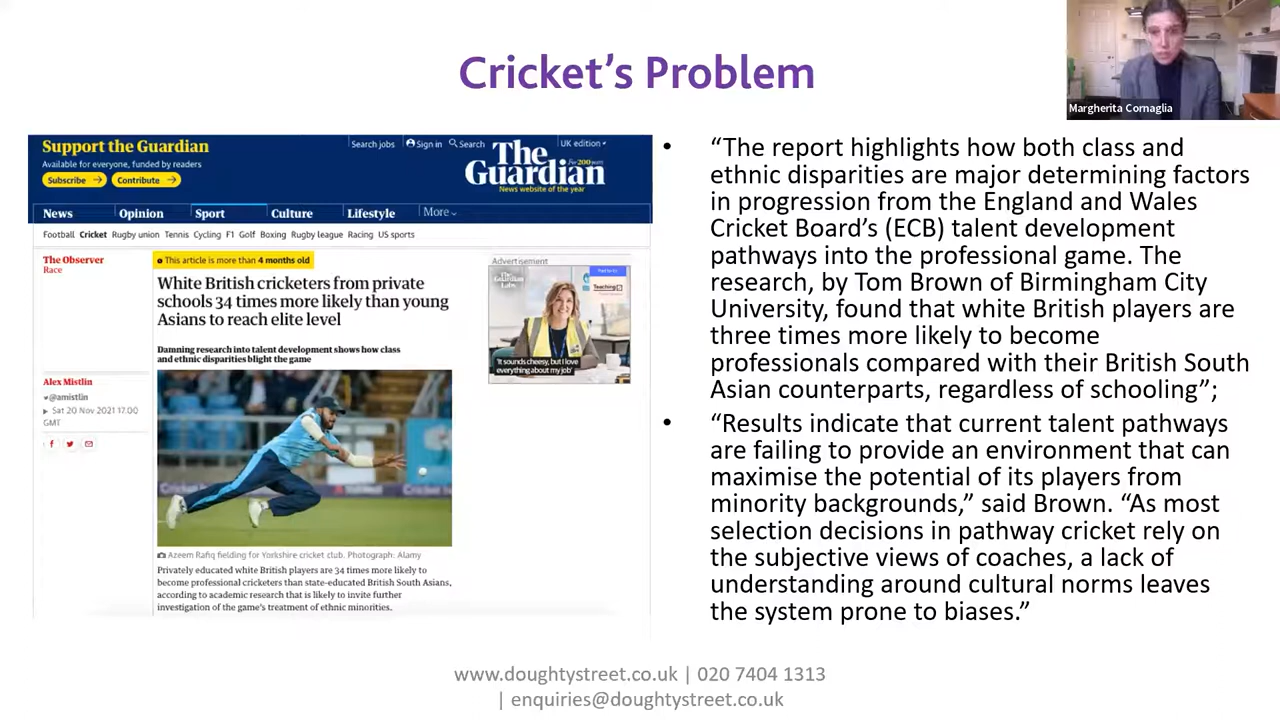 Cricket's Problem
Margherita Cornaglia
Support the Guardian
Available for everyone, funded by readers
Subscribe →
Contribute →
Search jobs
Sign in
Search
UK edition
The
Guardian
For 200 years
News website of the year
News
Opinion
Sport
Culture
Lifestyle
More
Football Cricket Rugby union Tennis Cycling F1 Golf Boxing Rugby league Racing US sports
The Observer
Race
This article is more than 4 months old
White British cricketers from private
schools 34 times more likely than young
Asians to reach elite level
Damning research into talent development shows how class
and ethnic disparities blight the game
Alex Mistlin
@amistlin
Sat 20 Nov 2021 17.00
GMT
Advertisement
The
Guardian
Labs
Teaching
'It sounds cheesy, but I love
everything about my job'
Azeem Rafiq fielding for Yorkshire cricket club. Photograph: Alamy
Privately educated white British players are 34 times more likely to
become professional cricketers than state-educated British South Asians,
according to academic research that is likely to invite further
investigation of the game's treatment of ethnic minorities.
• “The report highlights how both class and
ethnic disparities are major determining factors
in progression from the England and Wales
Cricket Board’s (ECB) talent development
pathways into the professional game. The
research, by Tom Brown of Birmingham City
University, found that white British players are
three times more likely to become
professionals compared with their British South
Asian counterparts, regardless of schooling”;
• “Results indicate that current talent pathways
are failing to provide an environment that can
maximise the potential of its players from
minority backgrounds,” said Brown. “As most
selection decisions in pathway cricket rely on
the subjective views of coaches, a lack of
understanding around cultural norms leaves
the system prone to biases.”
www.doughtystreet.co.uk | 020 7404 1313
| enquiries@doughtystreet.co.uk